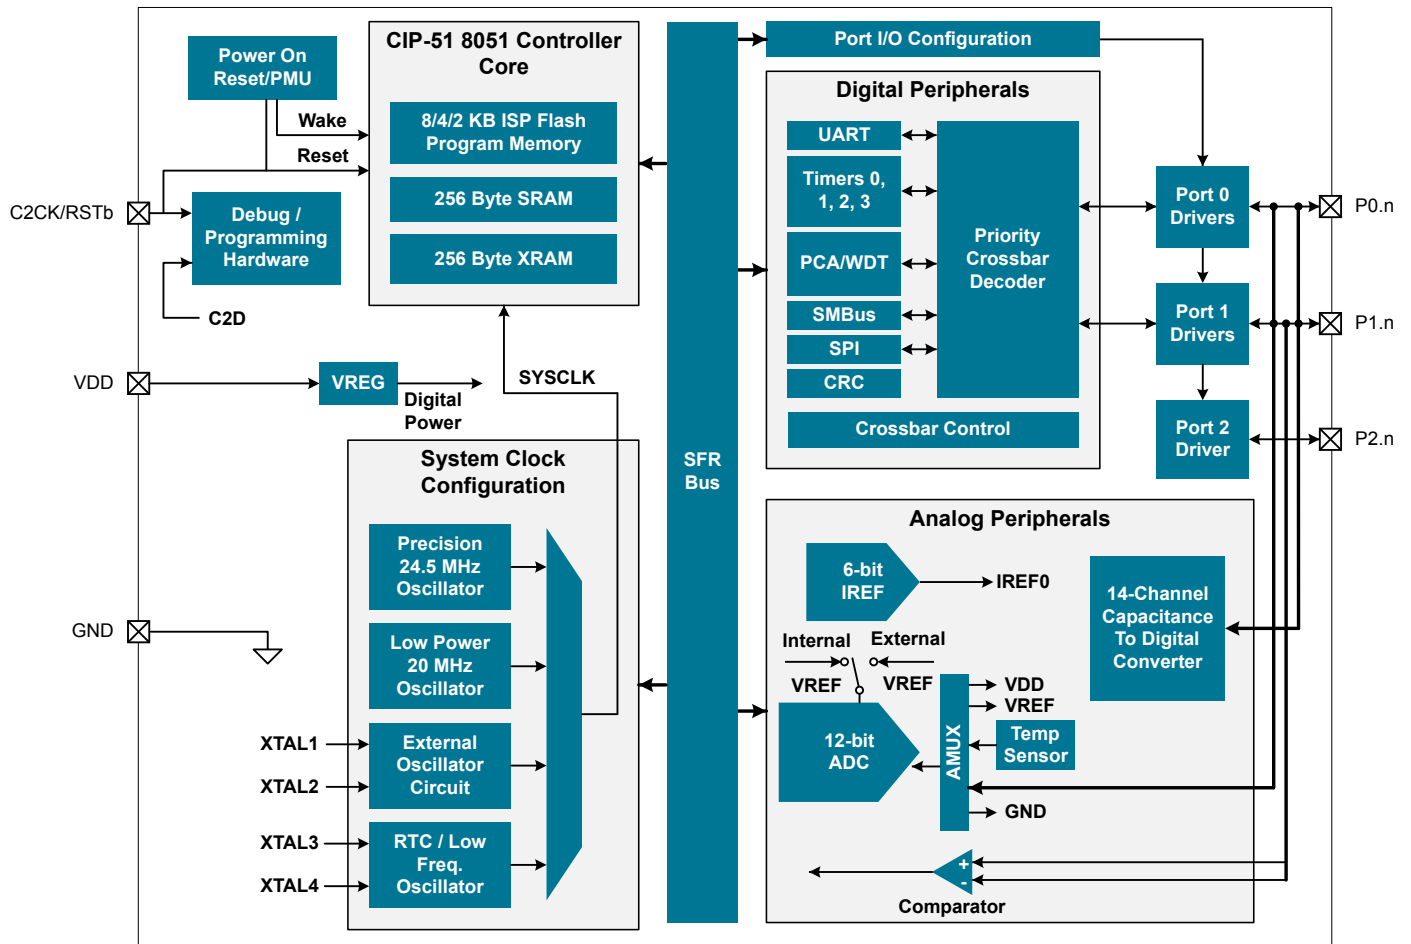 Power On
Reset/PMU
Wake
Reset
C2CK/RSTb
Debug /
Programming
Hardware
C2D
CIP-51 8051 Controller
Core
8/4/2 KB ISP Flash
Program Memory
256 Byte SRAM
256 Byte XRAM
VDD
VREG
Digital
Power
SYSCLK
GND
System Clock
Configuration
Precision
24.5 MHz
Oscillator
Low Power
20 MHz
Oscillator
XTAL1
XTAL2
External
Oscillator
Circuit
XTAL3
XTAL4
RTC / Low
Freq.
Oscillator
SFR
Bus
Port I/O Configuration
Digital Peripherals
UART
Timers 0,
1, 2, 3
PCA/WDT
SMBus
SPI
CRC
Priority
Crossbar
Decoder
Crossbar Control
Port 0
Drivers
P0.n
Port 1
Drivers
P1.n
Port 2
Driver
P2.n
Analog Peripherals
6-bit
IREF
IREF0
14-Channel
Capacitance
To Digital
Converter
Internal
External
VREF
VREF
12-bit
ADC
AMUX
VDD
VREF
Temp
Sensor
GND
+
-
Comparator